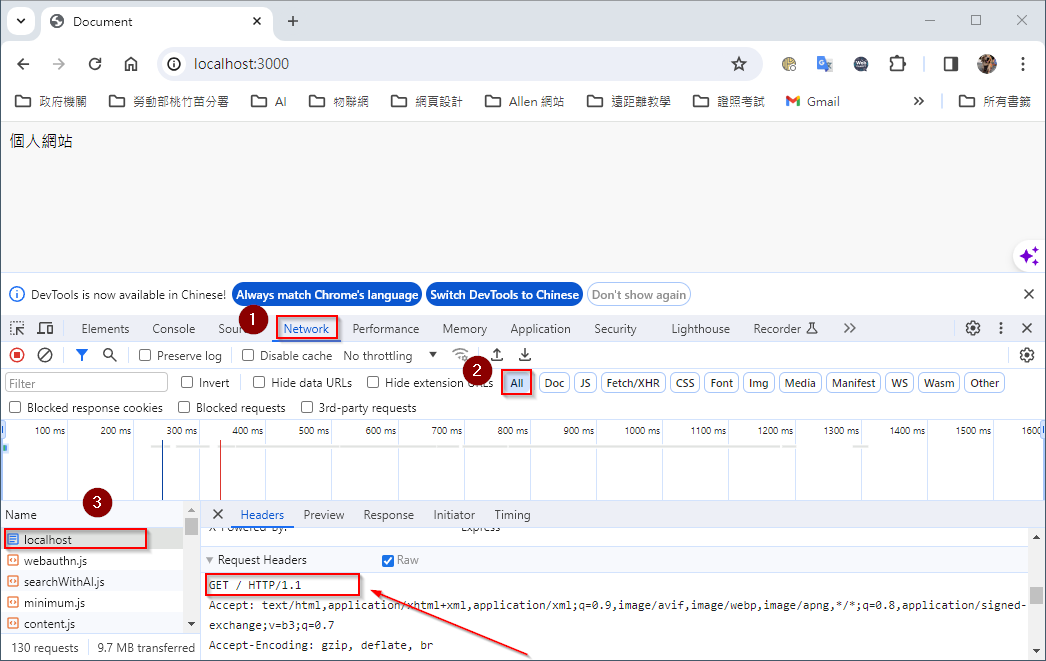 Document
localhost:3000
政府機關 勞動部桃竹苗分署 AI 物聯網 網頁設計 Allen 網站 遠距離教學 證照考試 Gmail 所有書籤
個人網站
DevTools is now available in Chinese! Always match Chrome's language Switch DevTools to Chinese Don't show again
1
Elements Console Network Performance Memory Application Security Lighthouse Recorder
Preserve log Disable cache No throttling
2
Filter Invert Hide data URLs Hide extension All Doc JS Fetch/XHR CSS Font Img Media Manifest WS Wasm Other
Blocked response cookies Blocked requests 3rd-party requests
100 ms 200 ms 300 ms 400 ms 500 ms 600 ms 700 ms 800 ms 900 ms 1000 ms 1100 ms 1200 ms 1300 ms 1400 ms 1500 ms
3
Name Headers Preview Response Initiator Timing
X-Powered-By: Express
localhost
webauthn.js
searchWithAI.js
minimum.js
content.js
130 requests 9.7 MB transferred
Request Headers Raw
GET / HTTP/1.1
Accept: text/html,application/xhtml+xml,application/xml;q=0.9,image/avif,image/webp,image/apng,*/*;q=0.8,application/signed-
exchange;v=b3;q=0.7
Accept-Encoding: gzip, deflate, br